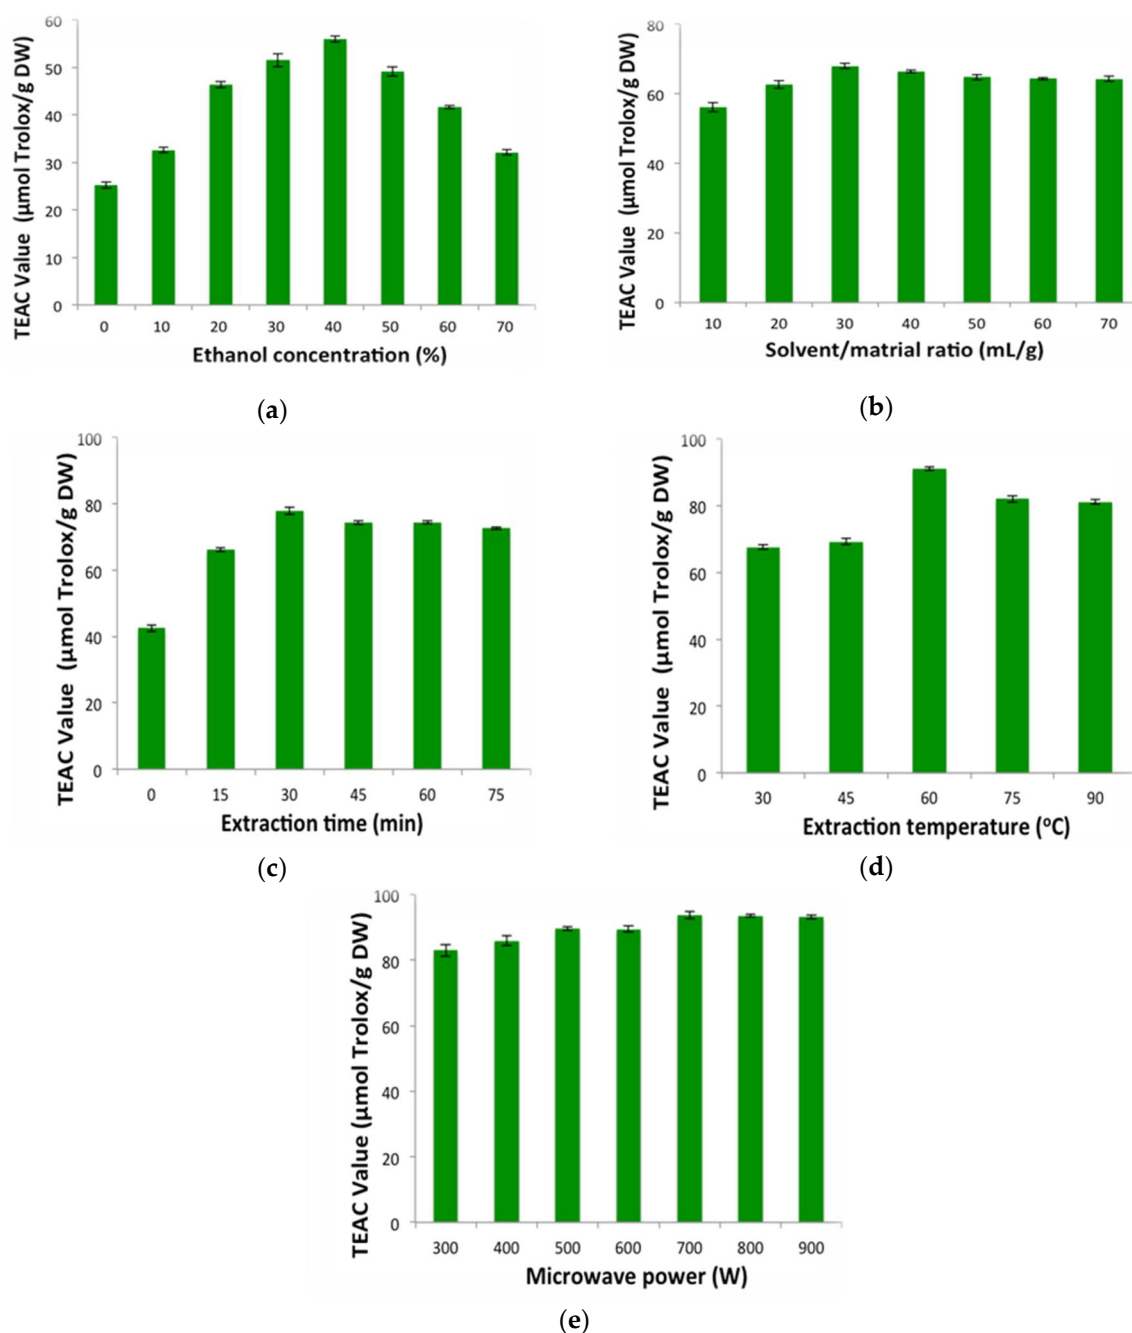 TEAC Value (µmol Trolox/g DW)
60
50
40
30
20
10
0
0 10 20 30 40 50 60 70
Ethanol concentration (%)
(a)
TEAC Value (µmol Trolox/g DW)
80
60
40
20
0
10 20 30 40 50 60 70
Solvent/matrial ratio (mL/g)
(b)
TEAC Value (µmol Trolox/g DW)
100
80
60
40
20
0
0 15 30 45 60 75
Extraction time (min)
(c)
TEAC Value (µmol Trolox/g DW)
100
80
60
40
20
0
30 45 60 75 90
Extraction temperature (ºC)
(d)
TEAC Value (µmol Trolox/g DW)
100
80
60
40
20
0
300 400 500 600 700 800 900
Microwave power (W)
(e)